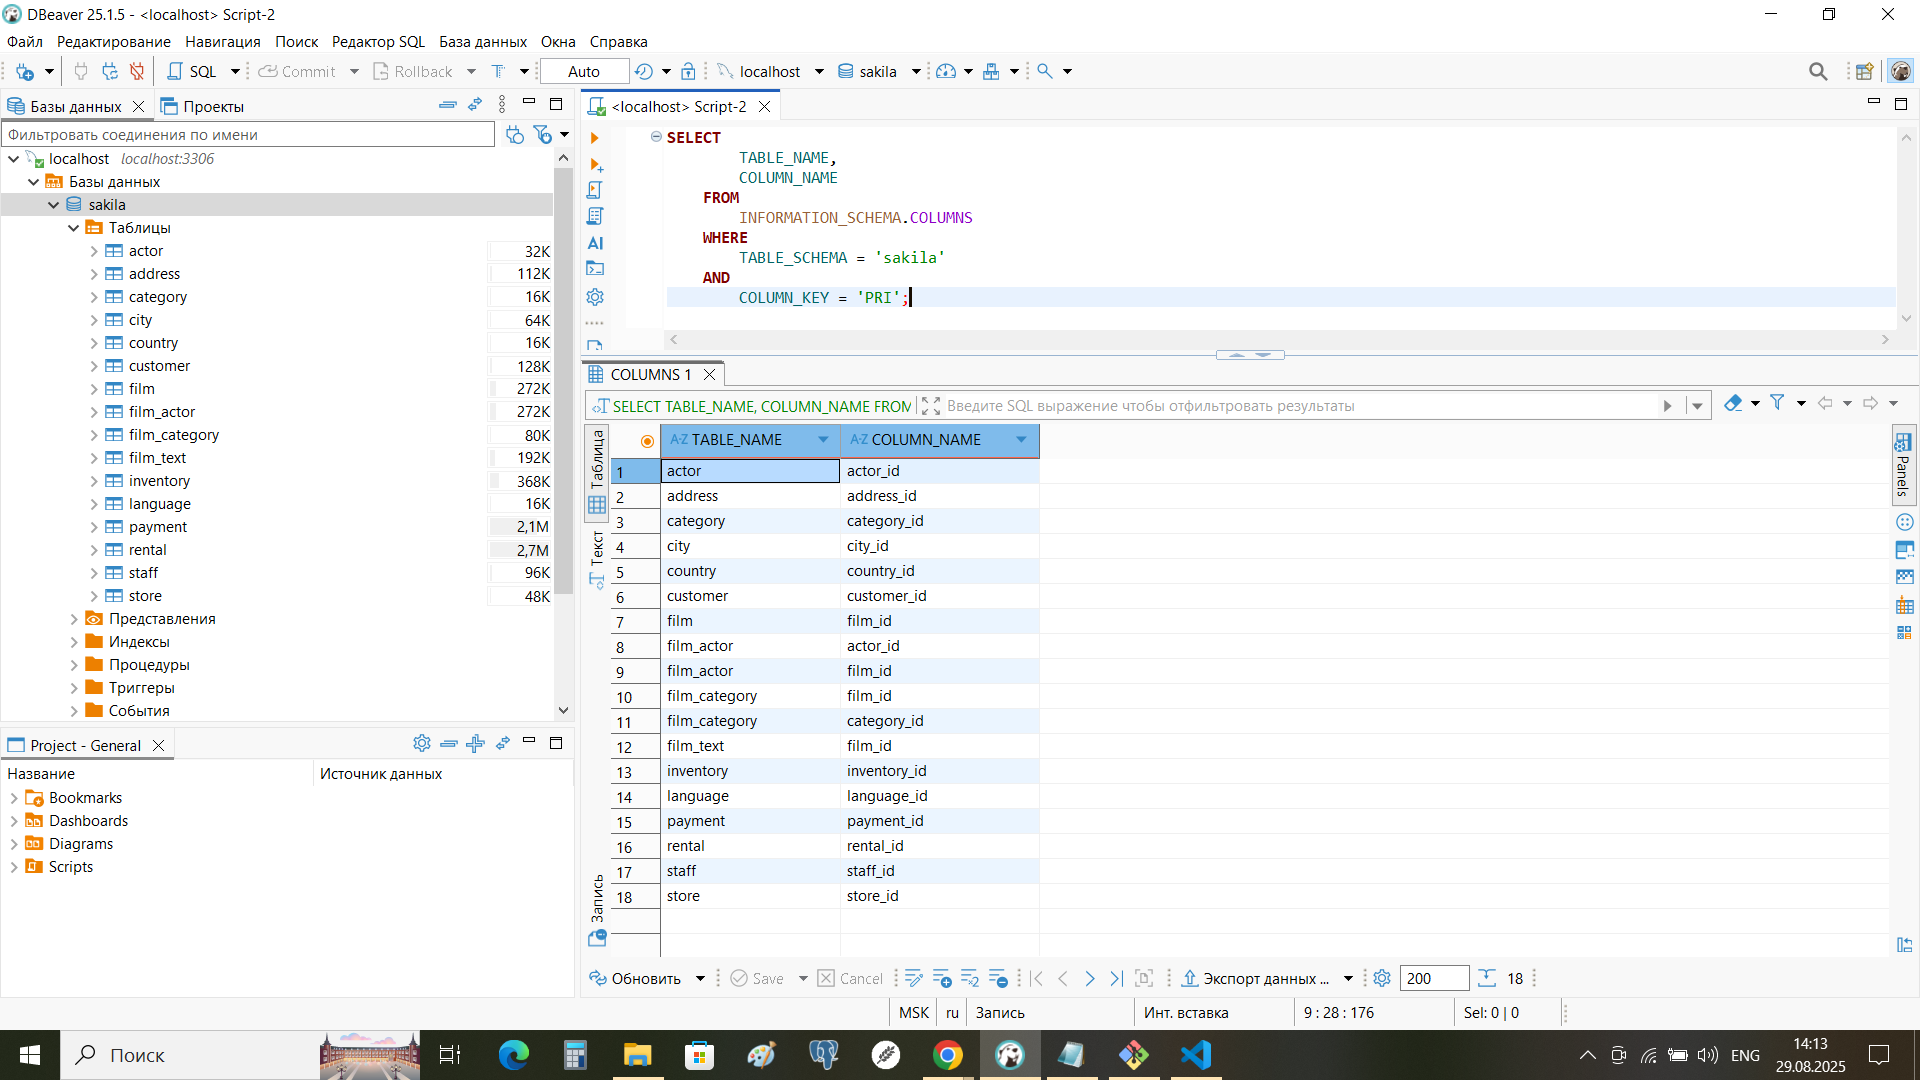 DBeaver 25.1.5 - <localhost> Script-2
Файл Редактирование Навигация Поиск Редактор SQL База данных Окна Справка
SQL Commit Rollback Auto localhost sakila
Базы данных Проекты
Фильтровать соединения по имени
localhost localhost:3306
Базы данных
sakila
Таблицы
actor 32K
address 112K
category 16K
city 64K
country 16K
customer 128K
film 272K
film_actor 272K
film_category 80K
film_text 192K
inventory 368K
language 16K
payment 2,1M
rental 2,7M
staff 96K
store 48K
Представления
Индексы
Процедуры
Триггеры
События
Project - General
Название Источник данных
Bookmarks
Dashboards
Diagrams
Scripts
<localhost> Script-2
SELECT
TABLE_NAME,
COLUMN_NAME
FROM
INFORMATION_SCHEMA.COLUMNS
WHERE
TABLE_SCHEMA = 'sakila'
AND
COLUMN_KEY = 'PRI';
AI
COLUMNS 1
SELECT TABLE_NAME, COLUMN_NAME FROM Введите SQL выражение чтобы отфильтровать результаты
Таблица
Текст
Запись
Panels
AZ TABLE_NAME AZ COLUMN_NAME
1 actor actor_id
2 address address_id
3 category category_id
4 city city_id
5 country country_id
6 customer customer_id
7 film film_id
8 film_actor actor_id
9 film_actor film_id
10 film_category film_id
11 film_category category_id
12 film_text film_id
13 inventory inventory_id
14 language language_id
15 payment payment_id
16 rental rental_id
17 staff staff_id
18 store store_id
Обновить Save Cancel Экспорт данных ... 200 18
MSK ru Запись Инт. вставка 9 : 28 : 176 Sel: 0 | 0
Поиск
ENG
14:13
29.08.2025